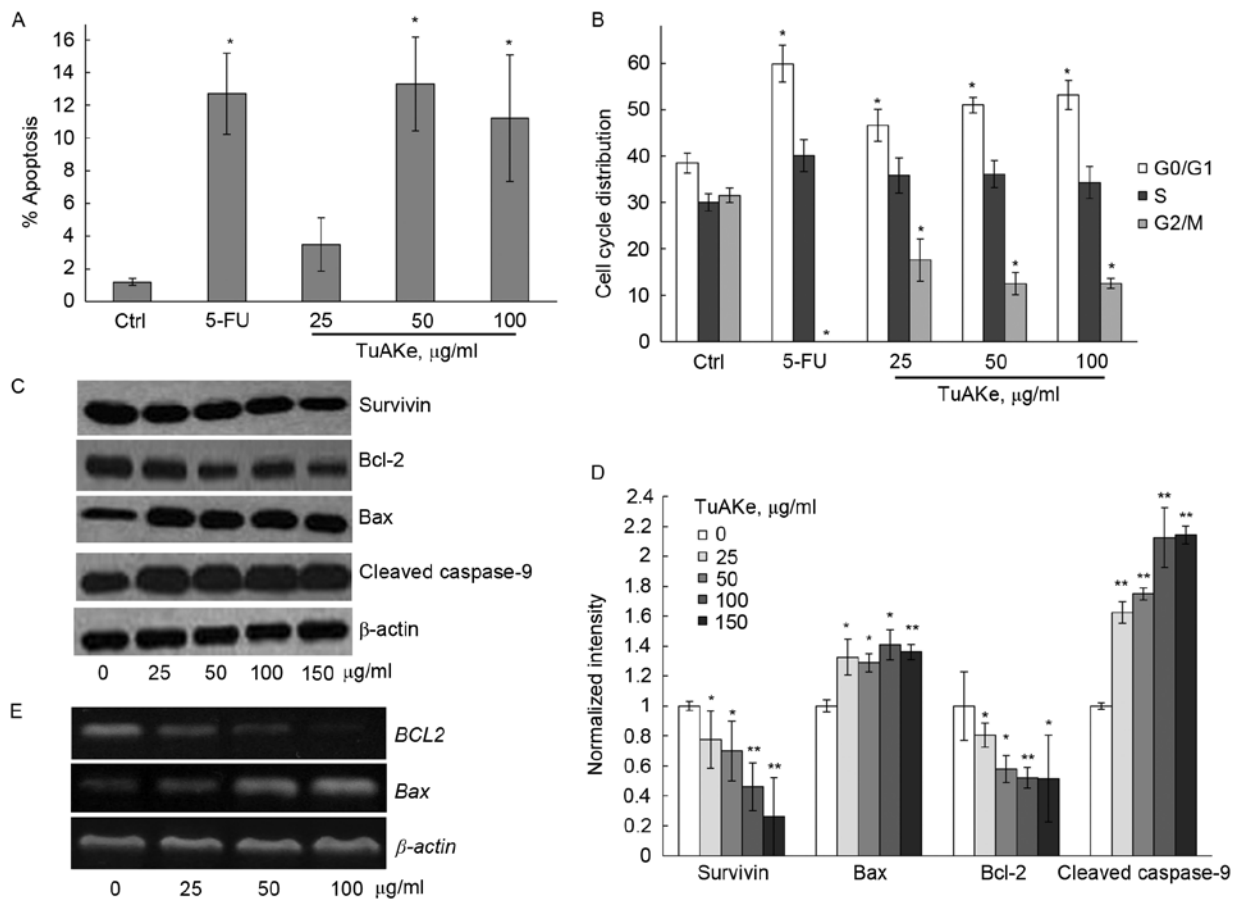 A
% Apoptosis
16
14
12
10
8
6
4
2
0
* * *
Ctrl 5-FU 25 50 100
TuAKe, µg/ml
B
Cell cycle distribution
60
50
40
30
20
10
0
* * * * * * * *
G0/G1
S
G2/M
Ctrl 5-FU 25 50 100
TuAKe, µg/ml
C
Survivin
Bcl-2
Bax
Cleaved caspase-9
β-actin
0 25 50 100 150 µg/ml
D
Normalized intensity
2.4
2.2
2
1.8
1.6
1.4
1.2
1
0.8
0.6
0.4
0.2
0
TuAKe, µg/ml
0
25
50
100
150
* * ** **
* * * **
* * ** *
** ** ** **
Survivin Bax Bcl-2 Cleaved caspase-9
E
BCL2
Bax
β-actin
0 25 50 100 µg/ml